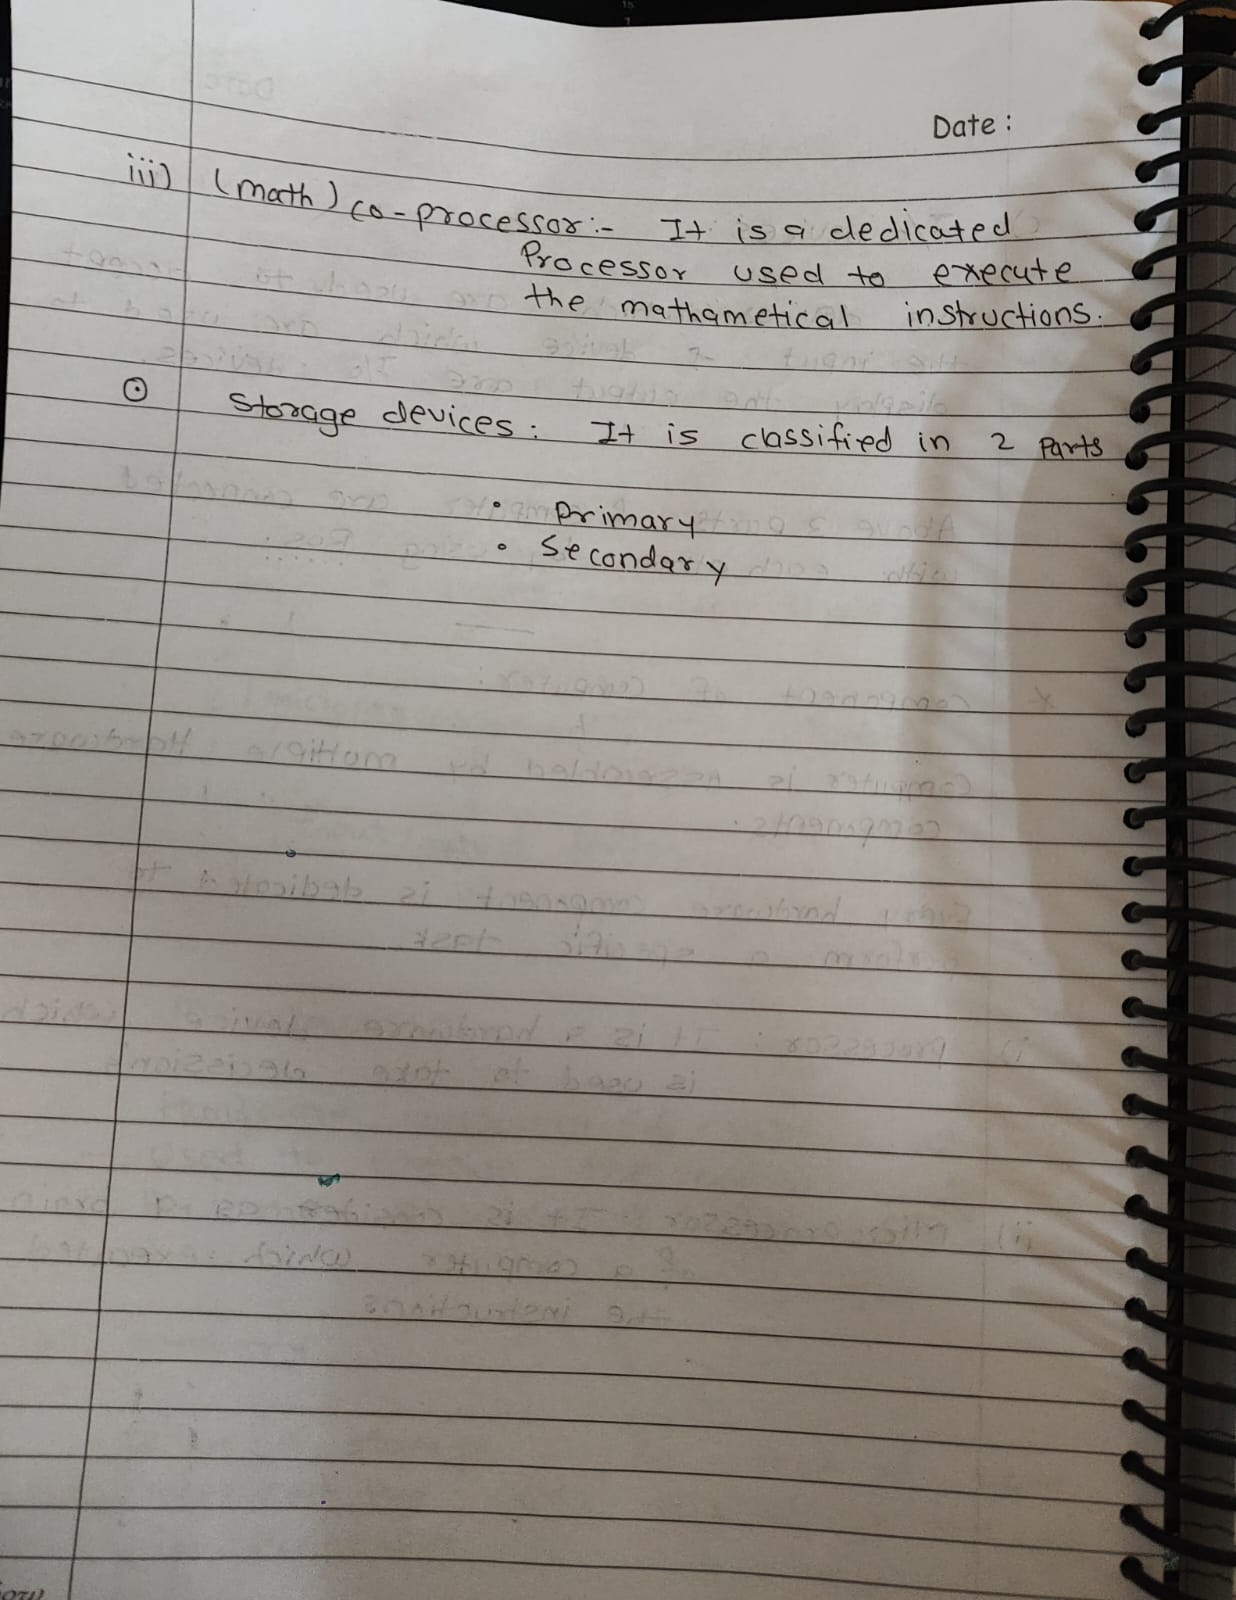 Date :
iii) (math) co-processor:- It is a dedicated
Processor used to execute
the mathametical instructions.
⊙ Storage devices: It is classified in 2 Parts
• Primary
• Secondary